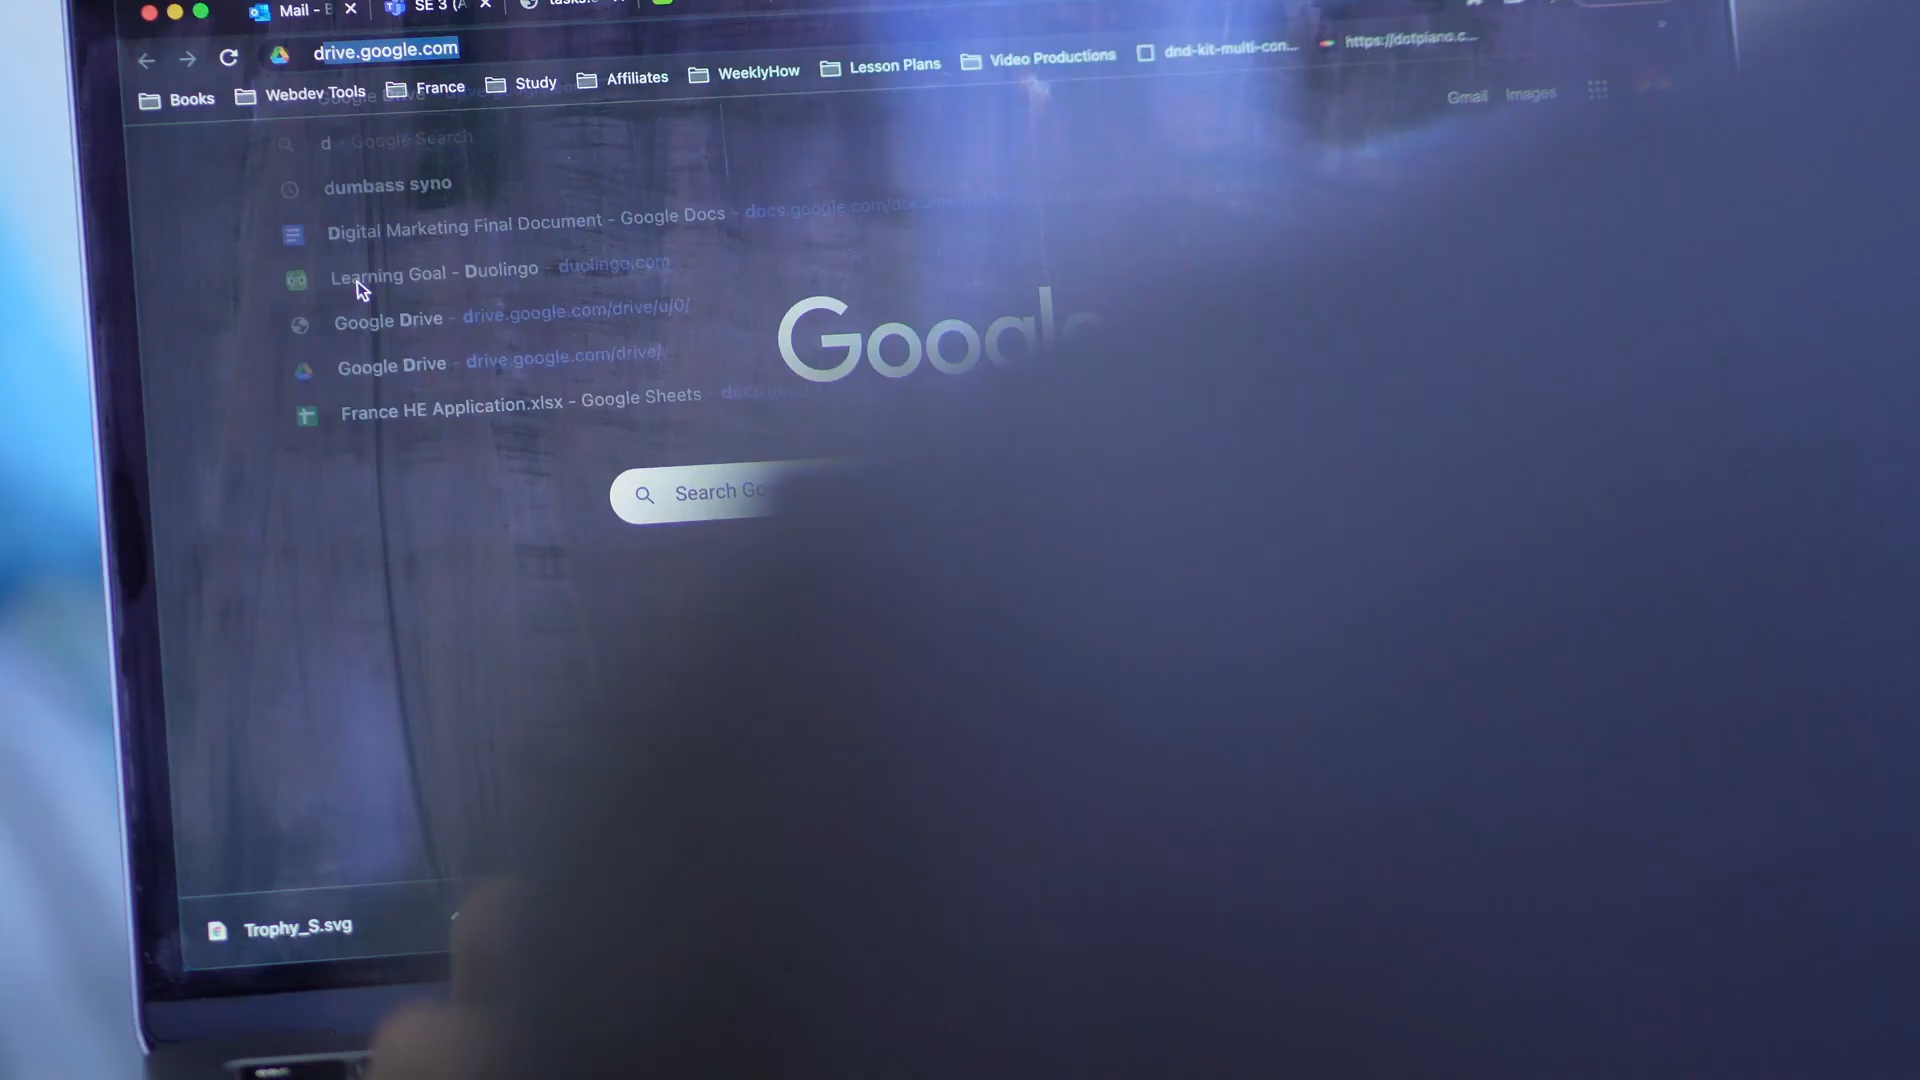 Mail -
SE 3 (A
drive.google.com
Books Webdev Tools France Study Affiliates WeeklyHow Lesson Plans Video Productions dnd-kit-multi-con... https://dotpiano.c...
Gmail Images
d - Google Search
dumbass syno
Digital Marketing Final Document - Google Docs - docs.google.com/
Learning Goal - Duolingo - duolingo.com
Google Drive - drive.google.com/drive/u/0/
Google Drive - drive.google.com/drive/
France HE Application.xlsx - Google Sheets -
Google
Search
Trophy_S.svg